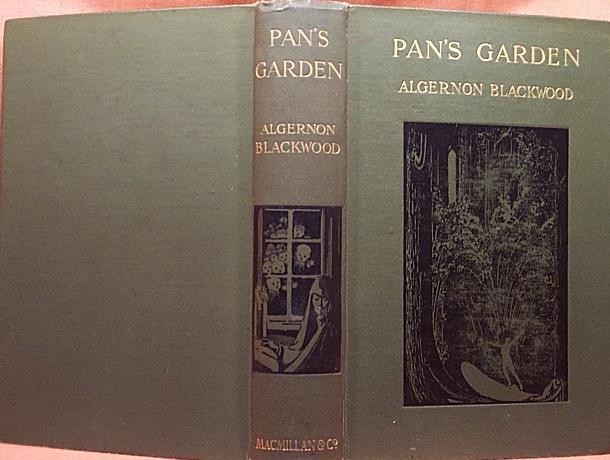 PAN'S
GARDEN
ALGERNON
BLACKWOOD
MACMILLAN & Co.
PAN'S GARDEN
ALGERNON BLACKWOOD